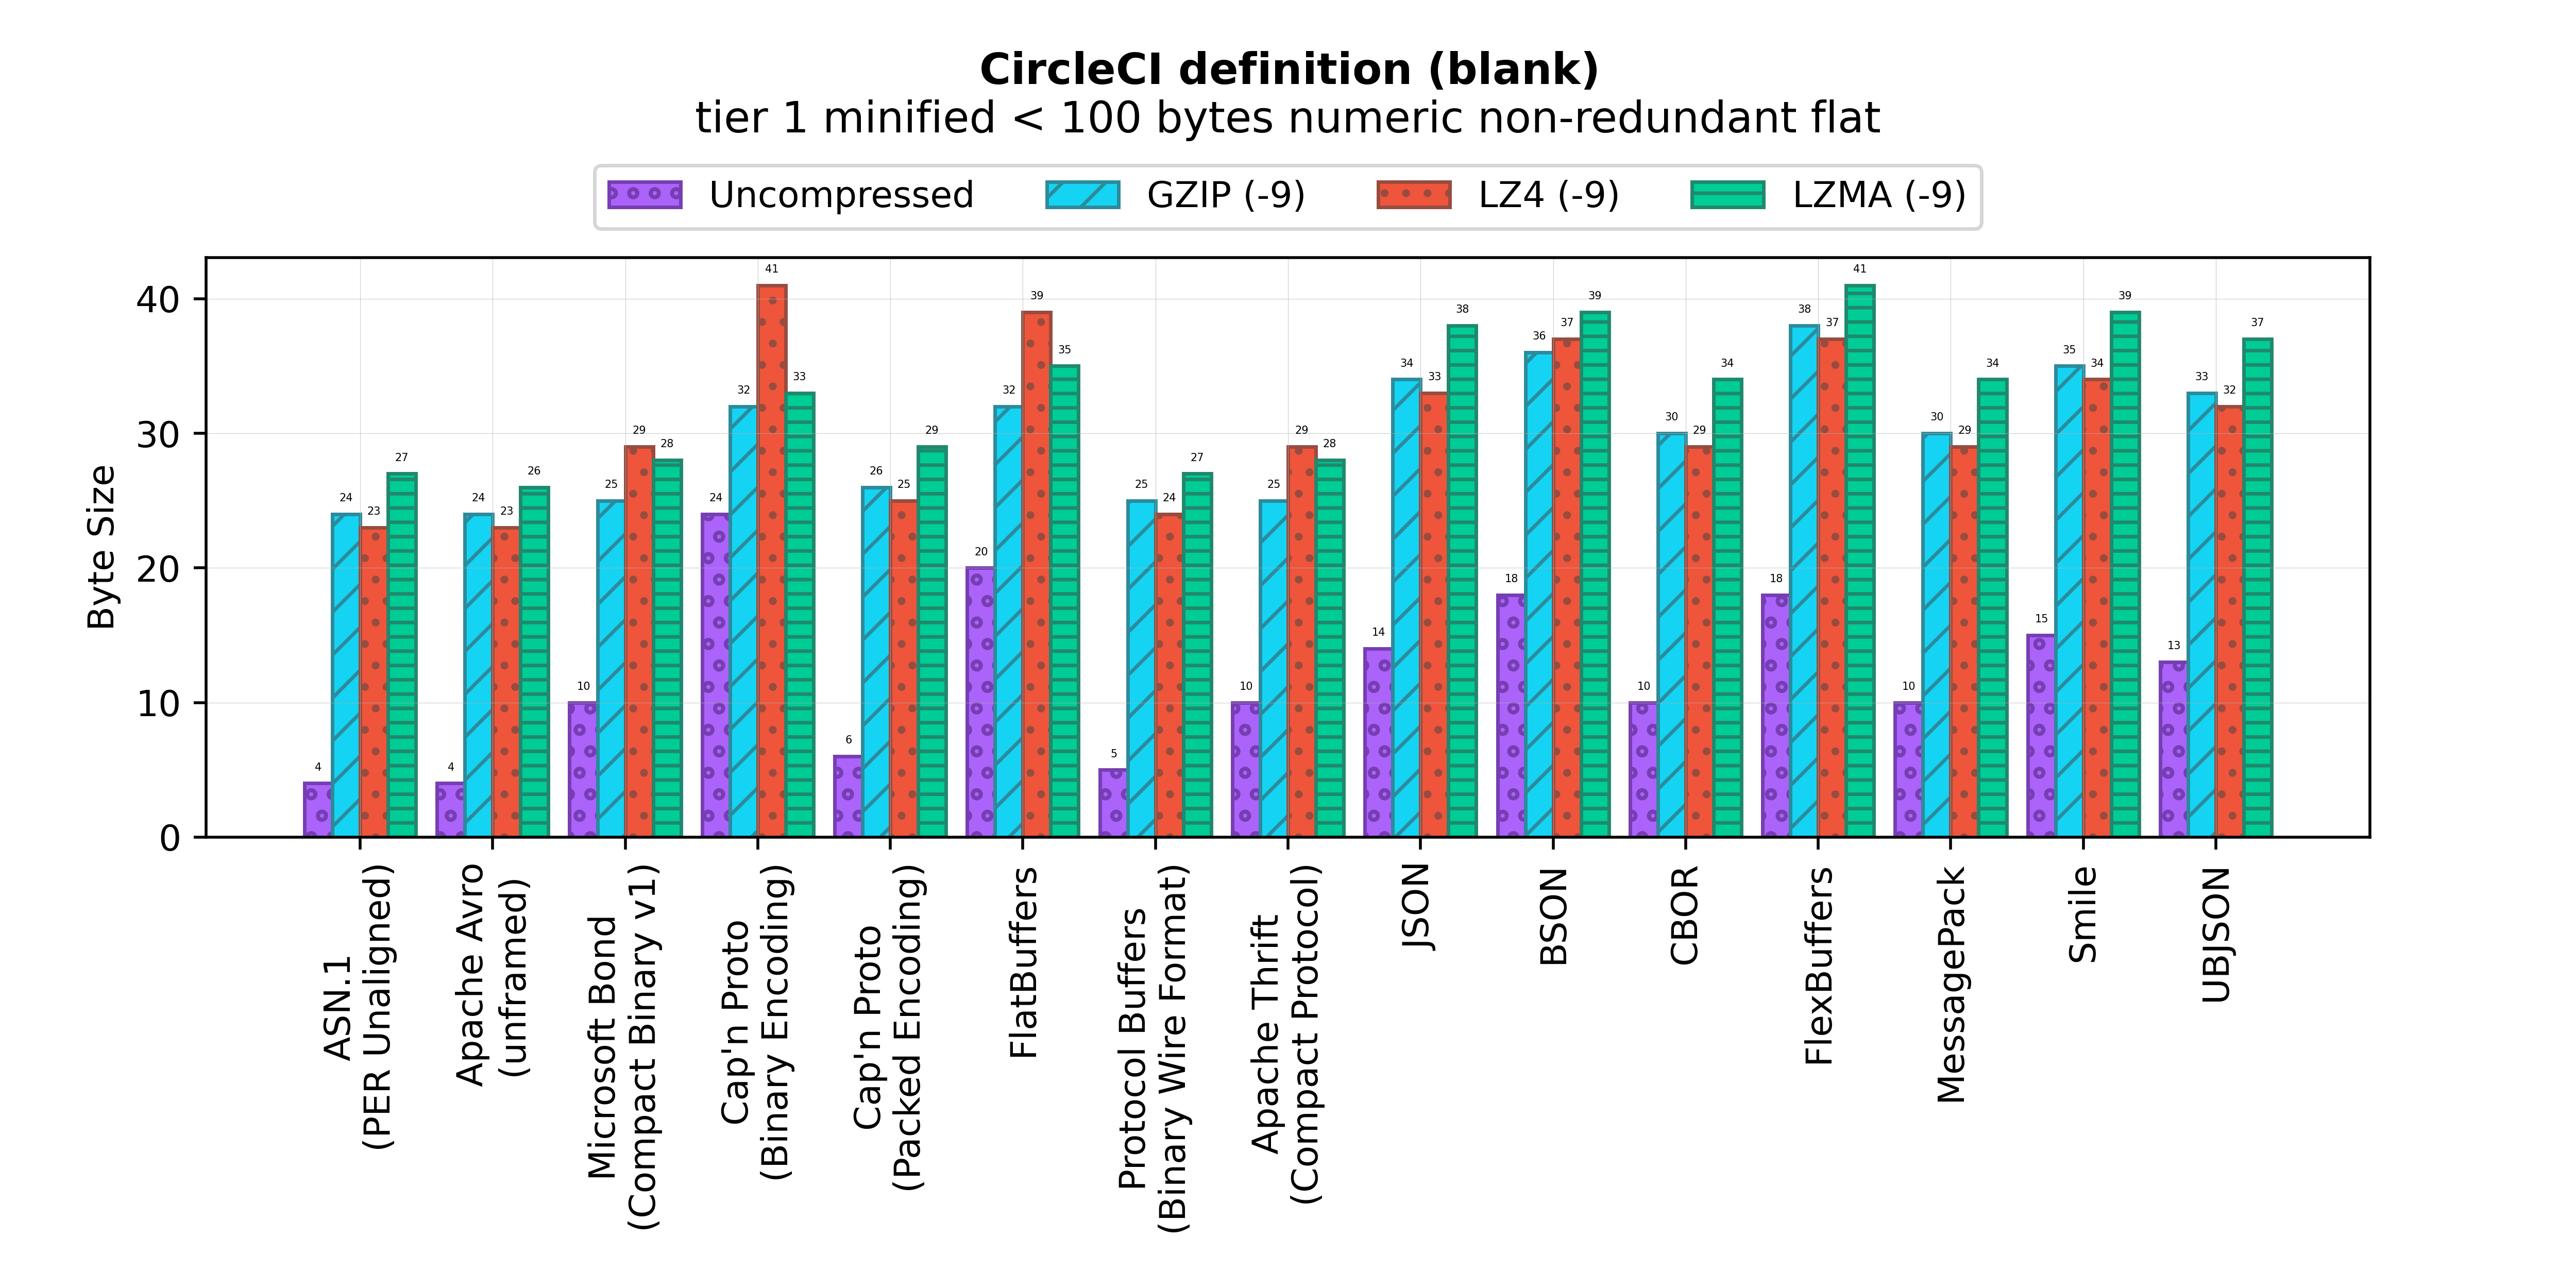 CircleCI definition (blank)
tier 1 minified < 100 bytes numeric non-redundant flat
Uncompressed
GZIP (-9)
LZ4 (-9)
LZMA (-9)
Byte Size
40
30
20
10
0
4 24 23 27
4 24 23 26
10 25 29 28
24 32 41 33
6 26 25 29
20 32 39 35
5 25 24 27
10 25 29 28
14 34 33 38
18 36 37 39
10 30 29 34
18 38 37 41
10 30 29 34
15 35 34 39
13 33 32 37
ASN.1
(PER Unaligned)
Apache Avro
(unframed)
Microsoft Bond
(Compact Binary v1)
Cap'n Proto
(Binary Encoding)
Cap'n Proto
(Packed Encoding)
FlatBuffers
Protocol Buffers
(Binary Wire Format)
Apache Thrift
(Compact Protocol)
JSON
BSON
CBOR
FlexBuffers
MessagePack
Smile
UBJSON